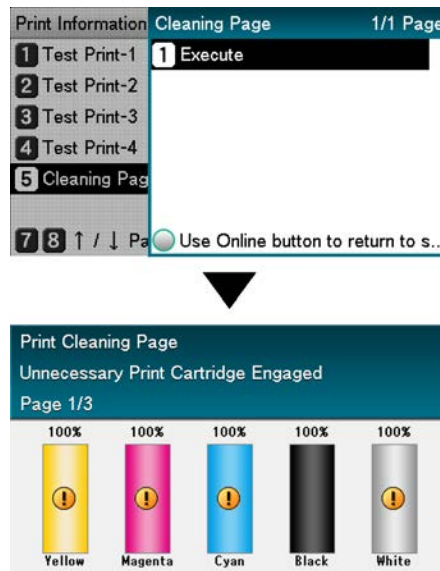 Print Information
1 Test Print-1
2 Test Print-2
3 Test Print-3
4 Test Print-4
5 Cleaning Pag
7 8 ↑ / ↓ Pa
Cleaning Page 1/1 Page
1 Execute
Use Online button to return to s...
Print Cleaning Page
Unnecessary Print Cartridge Engaged
Page 1/3
100% 100% 100% 100% 100%
! ! ! !
Yellow Magenta Cyan Black White